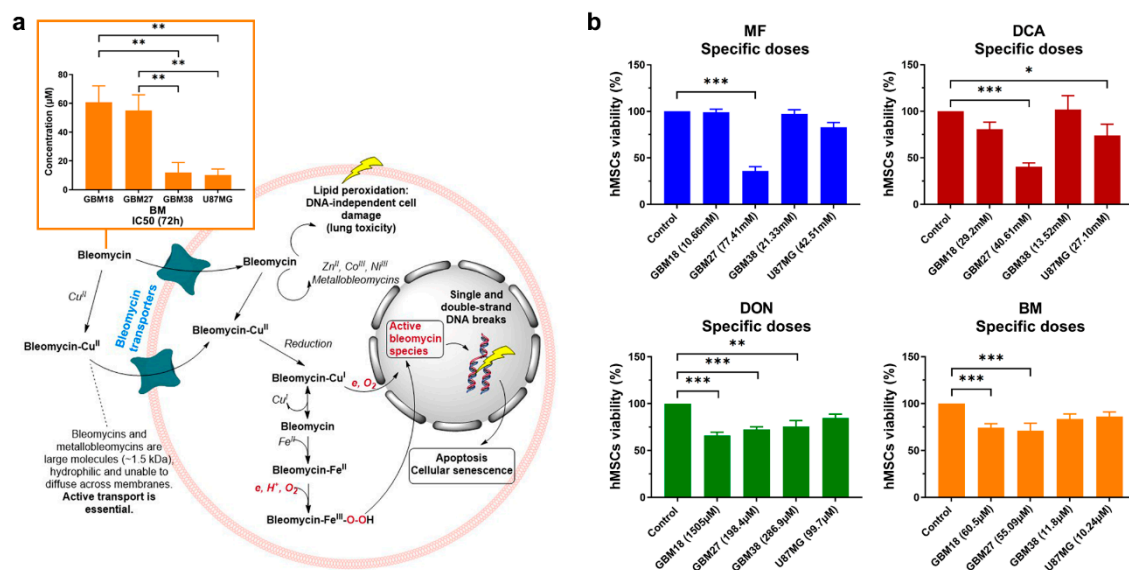 a
**
**
**
**
Concentration (µM)
80
60
40
20
0
GBM18 GBM27 GBM38 U87MG
BM
IC50 (72h)
Lipid peroxidation:
DNA-independent cell
damage
(lung toxicity)
Bleomycin
Bleomycin
Zn^II, Co^III, Ni^III
Metallobleomycins
Cu^II
Bleomycin
transporters
Bleomycin-Cu^II
Bleomycin-Cu^II
Reduction
Single and
double-strand
DNA breaks
Active
bleomycin
species
Bleomycin-Cu^I
e, O2
Cu^I
Bleomycin
Fe^II
Bleomycin-Fe^II
e, H+, O2
Bleomycin-Fe^III-O-OH
Apoptosis
Cellular senescence
Bleomycins and
metallobleomycins are
large molecules (~1.5 kDa),
hydrophilic and unable to
diffuse across membranes.
Active transport is
essential.
b
MF
Specific doses
hMSCs viability (%)
150
100
50
0
***
Control
GBM18 (10.66mM)
GBM27 (77.41mM)
GBM38 (21.33mM)
U87MG (42.51mM)
DCA
Specific doses
hMSCs viability (%)
150
100
50
0
*
***
Control
GBM18 (29.2mM)
GBM27 (40.61mM)
GBM38 (13.52mM)
U87MG (27.10mM)
DON
Specific doses
hMSCs viability (%)
150
100
50
0
**
***
***
Control
GBM18 (1505µM)
GBM27 (198.4µM)
GBM38 (286.9µM)
U87MG (99.7µM)
BM
Specific doses
hMSCs viability (%)
150
100
75
50
0
***
***
Control
GBM18 (60.5µM)
GBM27 (55.09µM)
GBM38 (11.8µM)
U87MG (10.24µM)